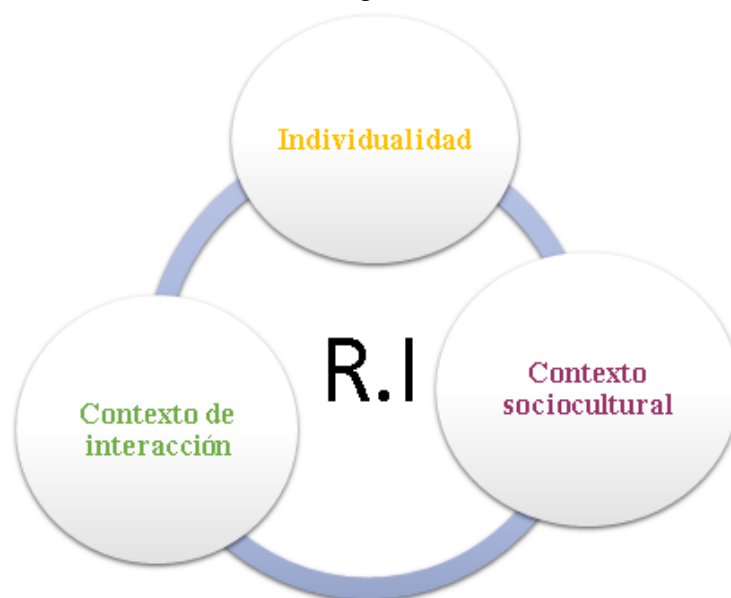 Individualidad
R.I
Contexto
sociocultural
Contexto de
interacción